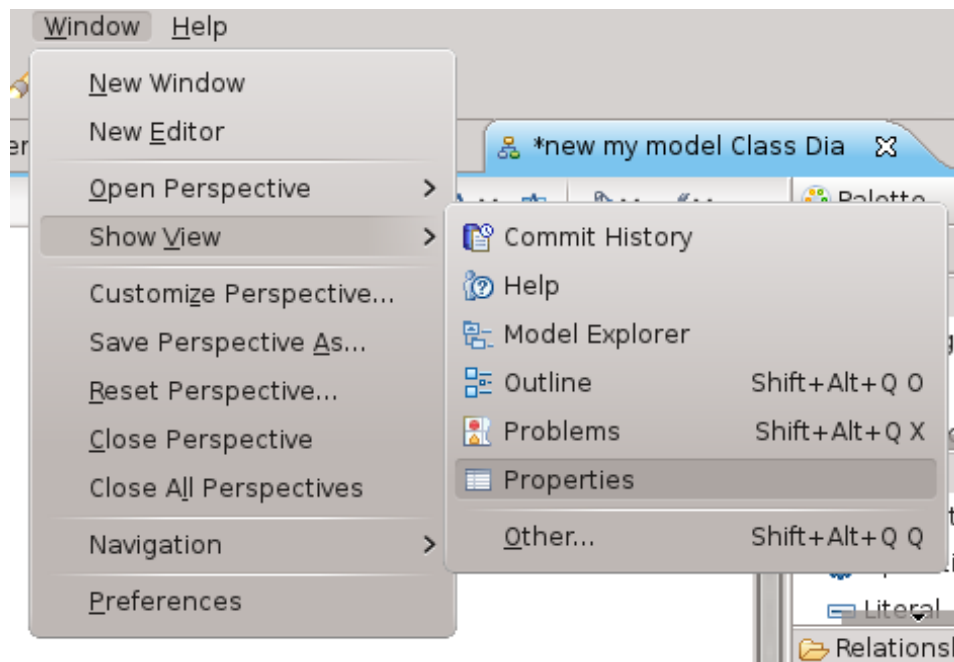 Window Help
New Window
New Editor
*new my model Class Dia
Open Perspective
Palette
Show View
Commit History
Help
Customize Perspective...
Model Explorer
Save Perspective As...
Outline Shift+Alt+Q O
Reset Perspective...
Problems Shift+Alt+Q X
Close Perspective
Properties
Close All Perspectives
Other... Shift+Alt+Q Q
Navigation
Preferences
Literal
Relationsh